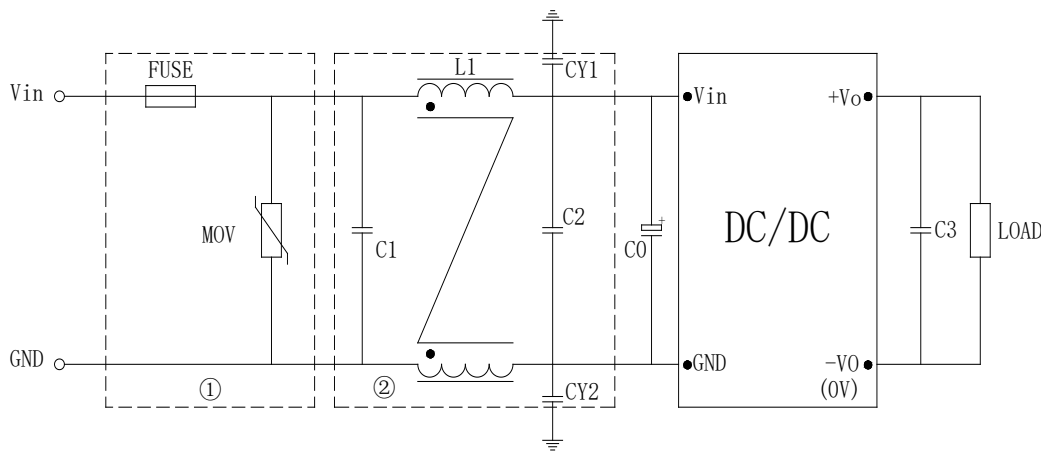 FUSE
L1
CY1
Vin
Vin
+Vo
MOV
C1
C2
C0
+
DC/DC
C3
LOAD
GND
GND
-VO
(0V)
①
②
CY2